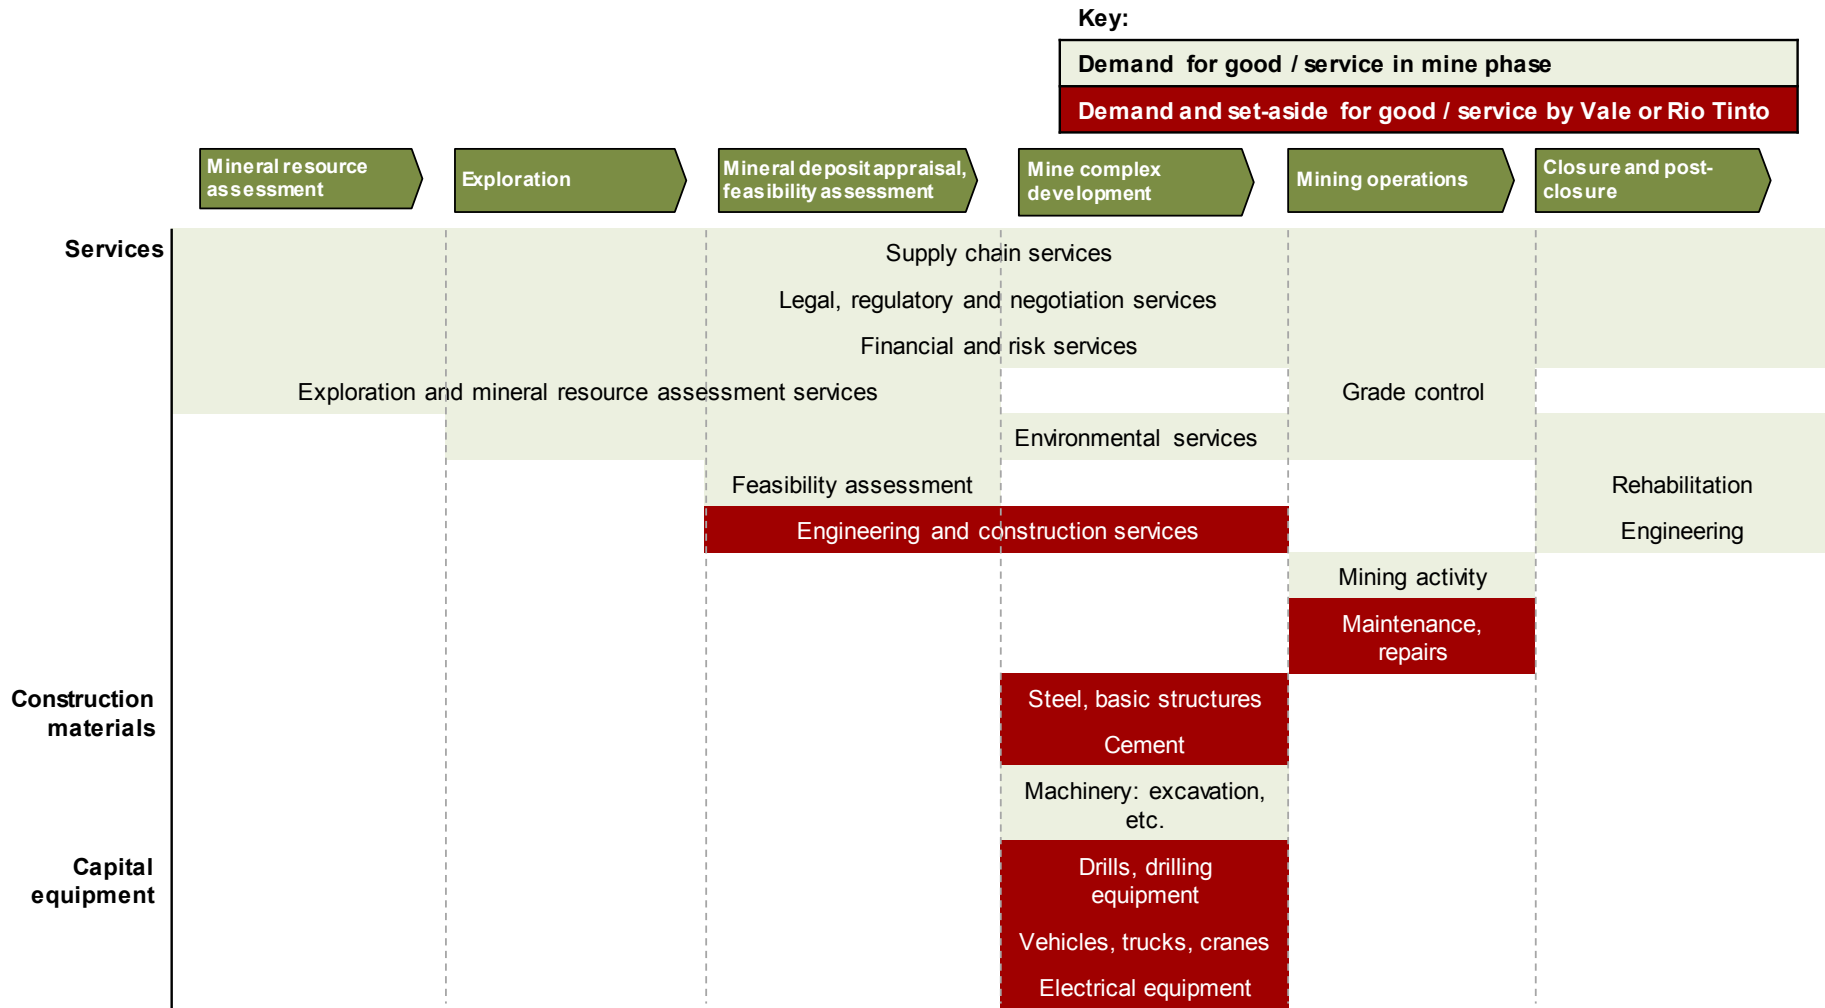 Key:
Demand for good / service in mine phase
Demand and set-aside for good / service by Vale or Rio Tinto
Mineral resource
assessment
Exploration
Mineral deposit appraisal,
feasibility assessment
Mine complex
development
Mining operations
Closure and post-
closure
Services
Supply chain services
Legal, regulatory and negotiation services
Financial and risk services
Exploration and mineral resource assessment services
Grade control
Environmental services
Feasibility assessment
Rehabilitation
Engineering and construction services
Engineering
Mining activity
Maintenance,
repairs
Construction
materials
Steel, basic structures
Cement
Machinery: excavation,
etc.
Capital
equipment
Drills, drilling
equipment
Vehicles, trucks, cranes
Electrical equipment